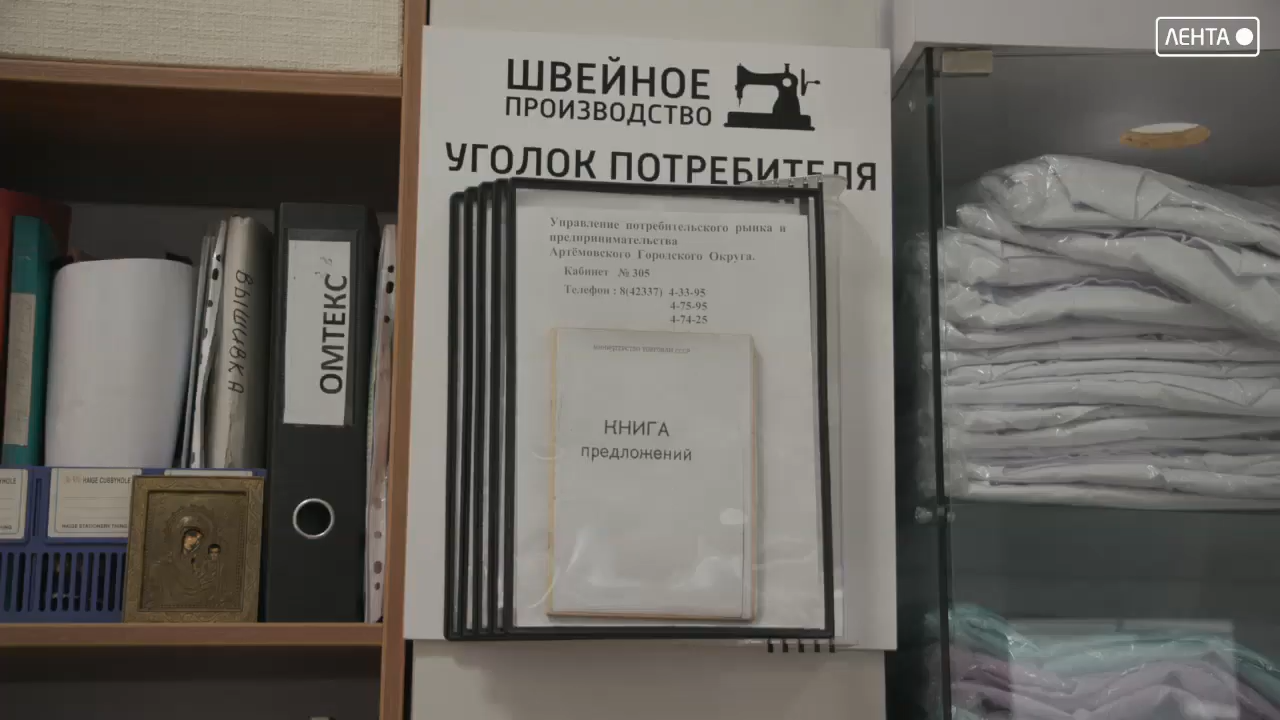 ЛЕНТА
ШВЕЙНОЕ
ПРОИЗВОДСТВО
УГОЛОК ПОТРЕБИТЕЛЯ
Управление потребительского рынка и
предпринимательства
Артёмовского Городского Округа.
Кабинет № 305
Телефон : 8(42337) 4-33-95
4-75-95
4-74-25
КНИГА
предложений
ВЫШИВКА
ОМТЕКС